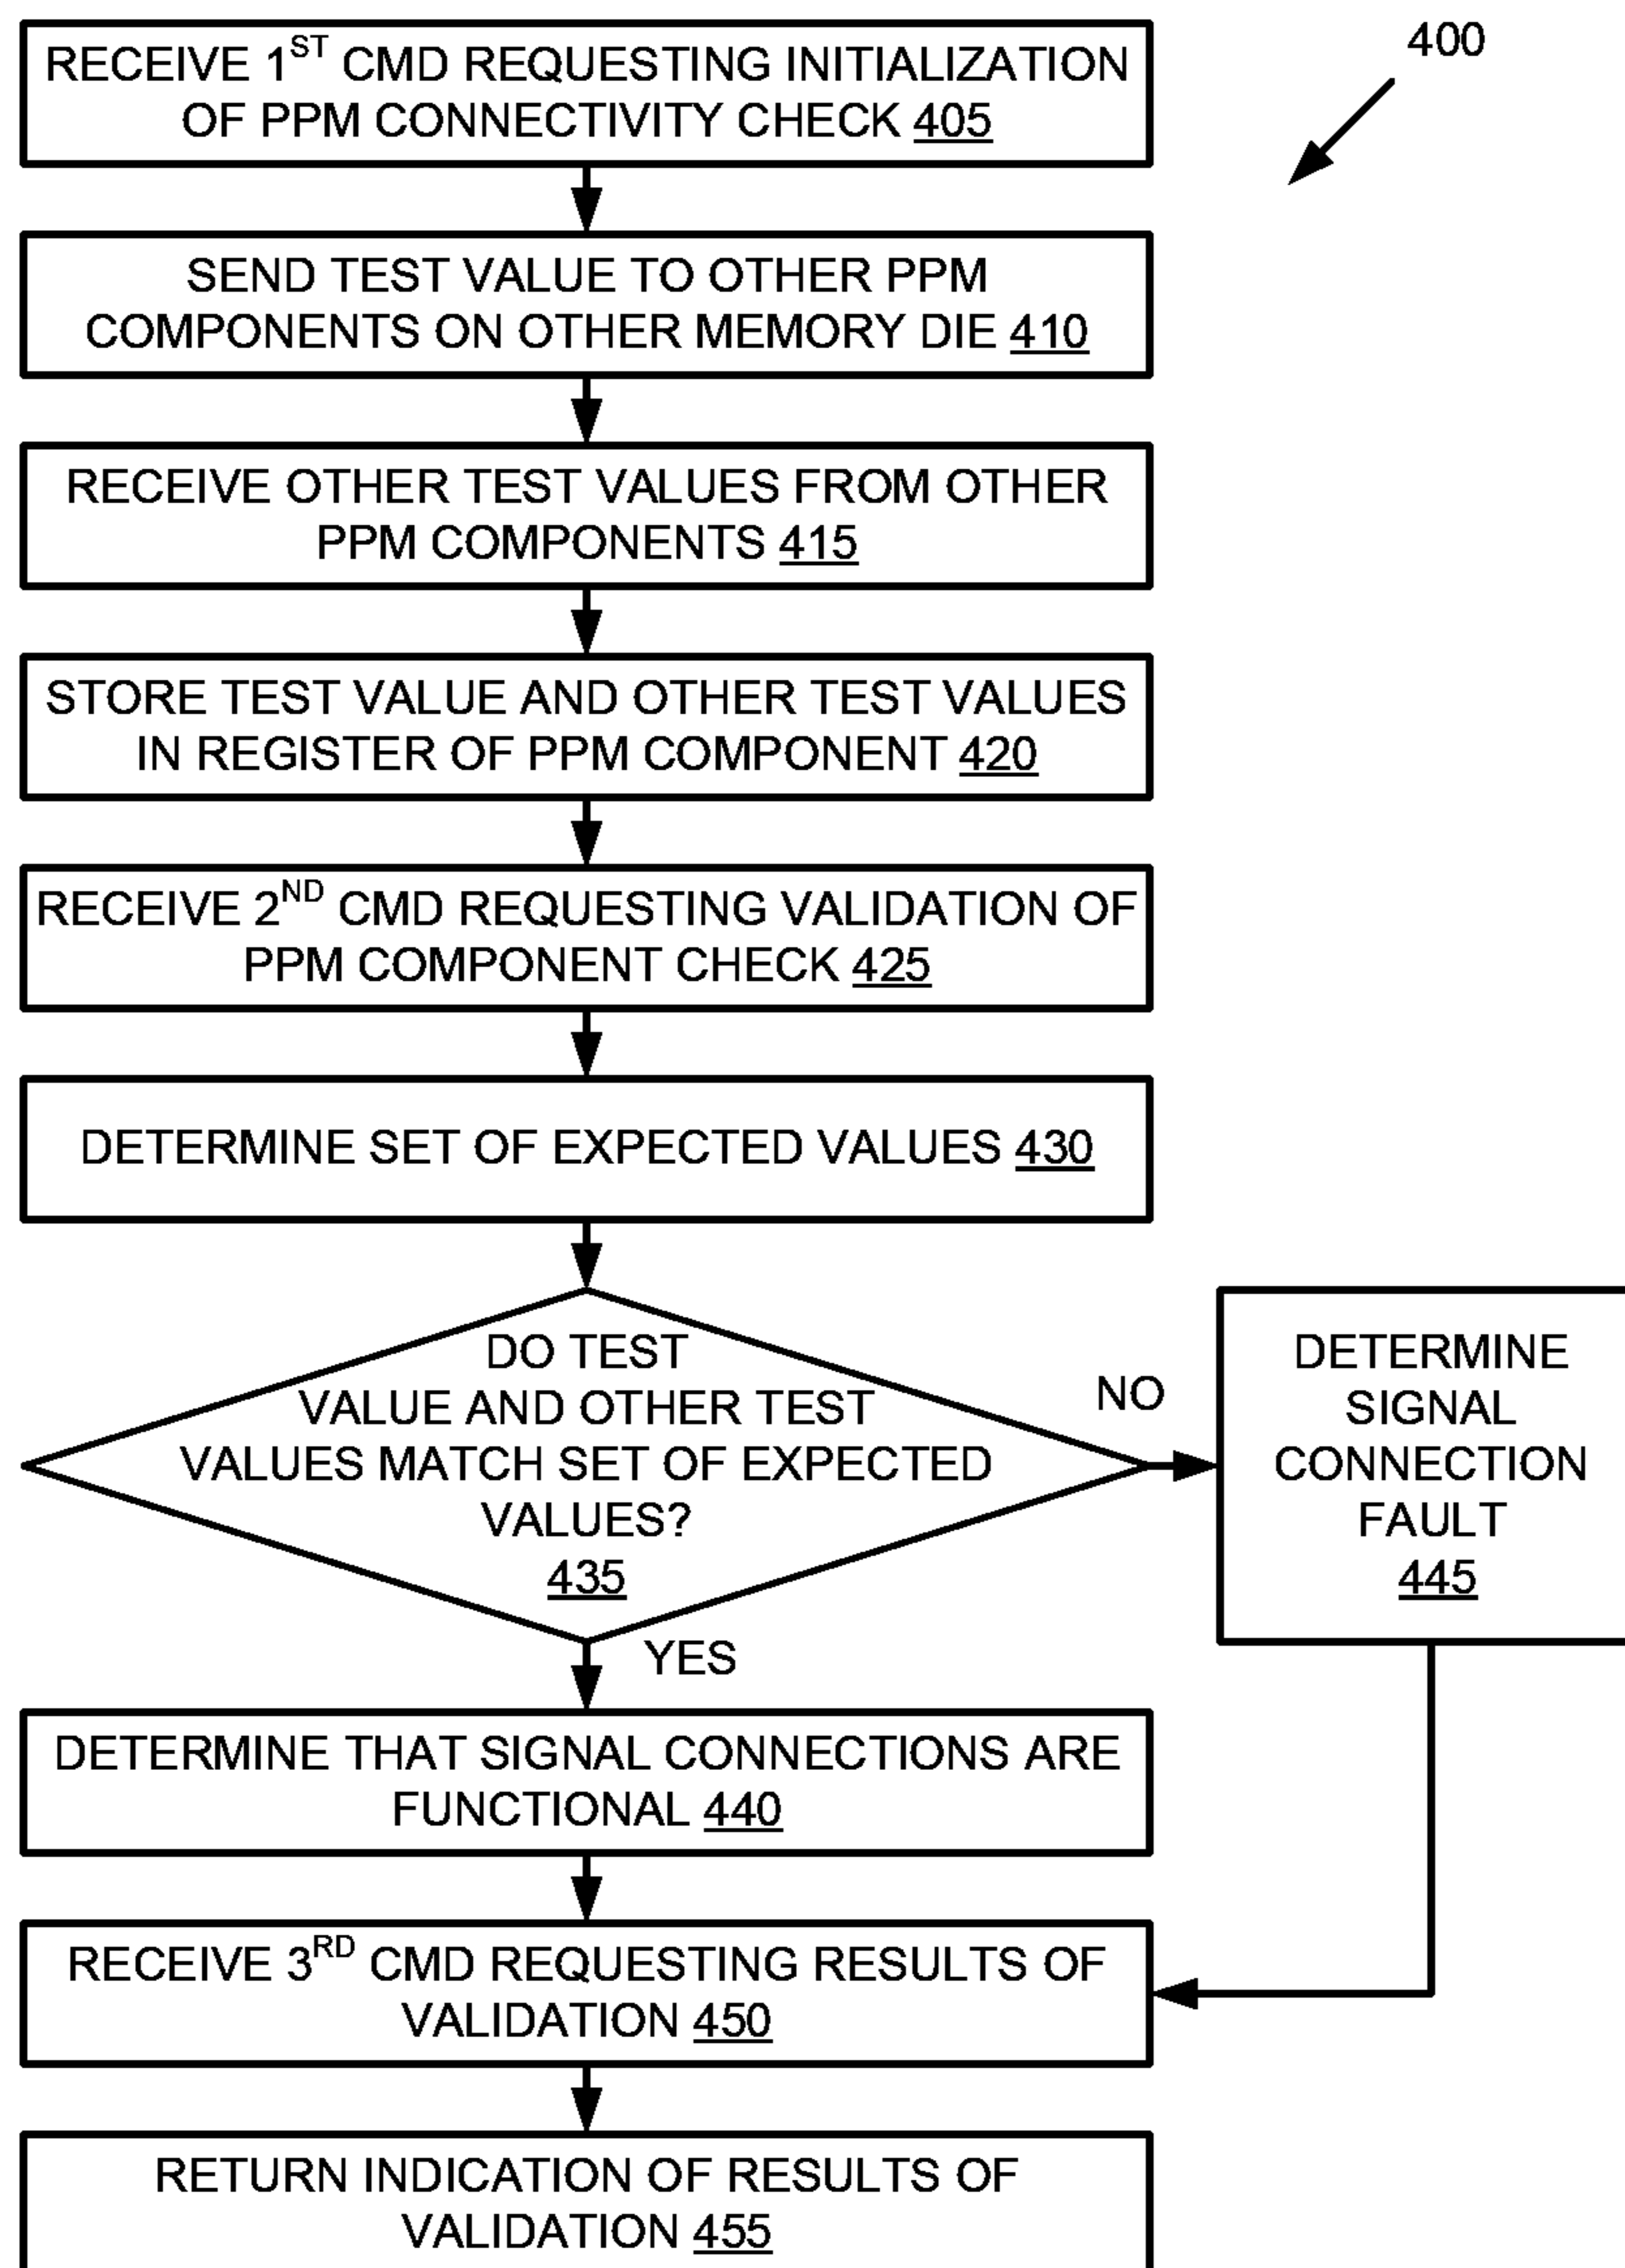 RECEIVE 1ST CMD REQUESTING INITIALIZATION
OF PPM CONNECTIVITY CHECK 405
400
SEND TEST VALUE TO OTHER PPM
COMPONENTS ON OTHER MEMORY DIE 410
RECEIVE OTHER TEST VALUES FROM OTHER
PPM COMPONENTS 415
STORE TEST VALUE AND OTHER TEST VALUES
IN REGISTER OF PPM COMPONENT 420
RECEIVE 2ND CMD REQUESTING VALIDATION OF
PPM COMPONENT CHECK 425
DETERMINE SET OF EXPECTED VALUES 430
DO TEST
VALUE AND OTHER TEST
VALUES MATCH SET OF EXPECTED
VALUES?
435
NO
DETERMINE
SIGNAL
CONNECTION
FAULT
445
YES
DETERMINE THAT SIGNAL CONNECTIONS ARE
FUNCTIONAL 440
RECEIVE 3RD CMD REQUESTING RESULTS OF
VALIDATION 450
RETURN INDICATION OF RESULTS OF
VALIDATION 455